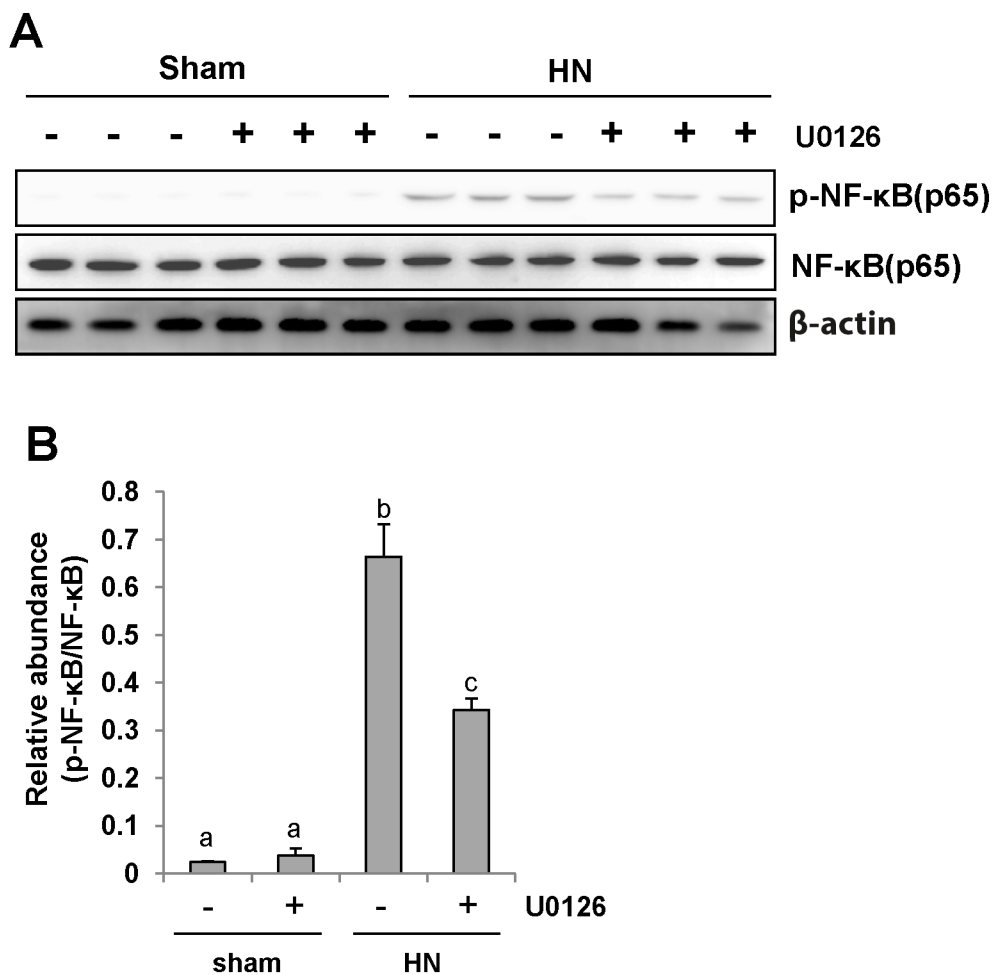 A
Sham HN
- - - + + + - - - + + + U0126
p-NF-κB(p65)
NF-κB(p65)
β-actin
B
Relative abundance
(p-NF-κB/NF-κB)
0.8
0.7
0.6
0.5
0.4
0.3
0.2
0.1
0
a
a
b
c
- + - + U0126
sham HN